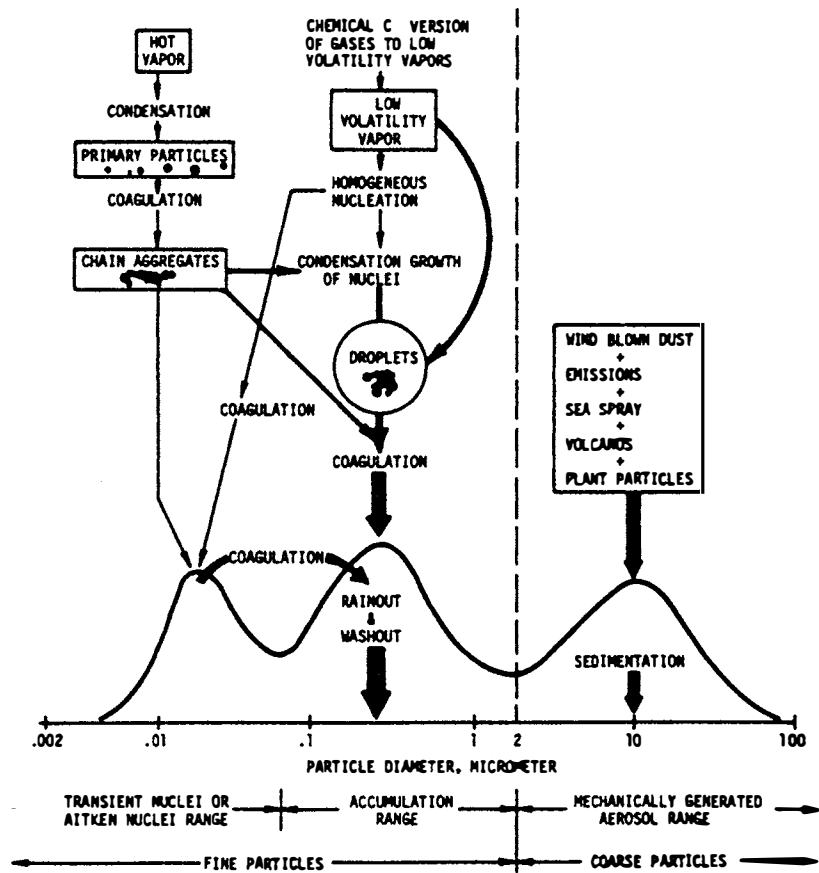 HOT
VAPOR
CONDENSATION
PRIMARY PARTICLES
COAGULATION
CHAIN AGGREGATES
CHEMICAL C VERSION
OF GASES TO LOW
VOLATILITY VAPORS
LOW
VOLATILITY
VAPOR
HOMOGENEOUS
NUCLEATION
CONDENSATION GROWTH
OF NUCLEI
DROPLETS
COAGULATION
COAGULATION
WIND BLOWN DUST
+
EMISSIONS
+
SEA SPRAY
+
VOLCANOS
+
PLANT PARTICLES
COAGULATION
RAINOUT
&
WASHOUT
SEDIMENTATION
.002 .01 .1 1 2 10 100
PARTICLE DIAMETER, MICROMETER
TRANSIENT NUCLEI OR
AITKEN NUCLEI RANGE
ACCUMULATION
RANGE
MECHANICALLY GENERATED
AEROSOL RANGE
FINE PARTICLES
COARSE PARTICLES